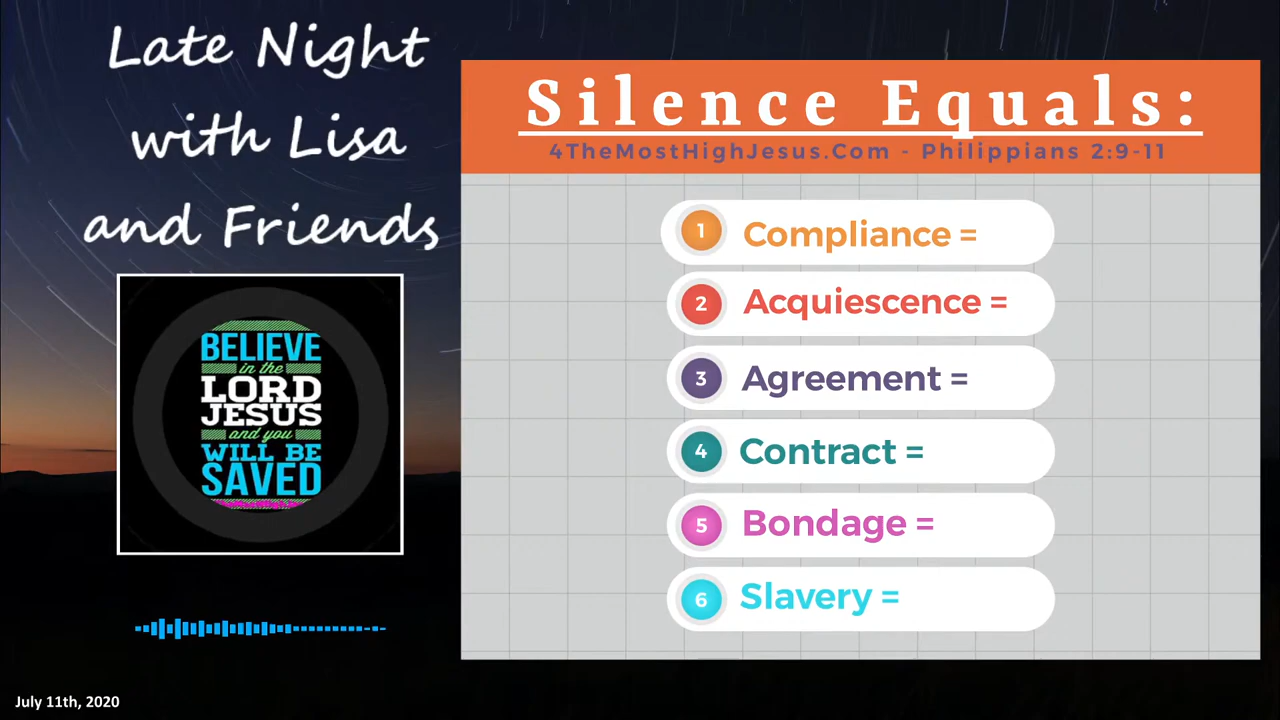 Late Night
with Lisa
and Friends
BELIEVE
in the
LORD
JESUS
and you
WILL BE
SAVED
July 11th, 2020
Silence Equals:
4TheMostHighJesus.Com - Philippians 2:9-11
1 Compliance =
2 Acquiescence =
3 Agreement =
4 Contract =
5 Bondage =
6 Slavery =